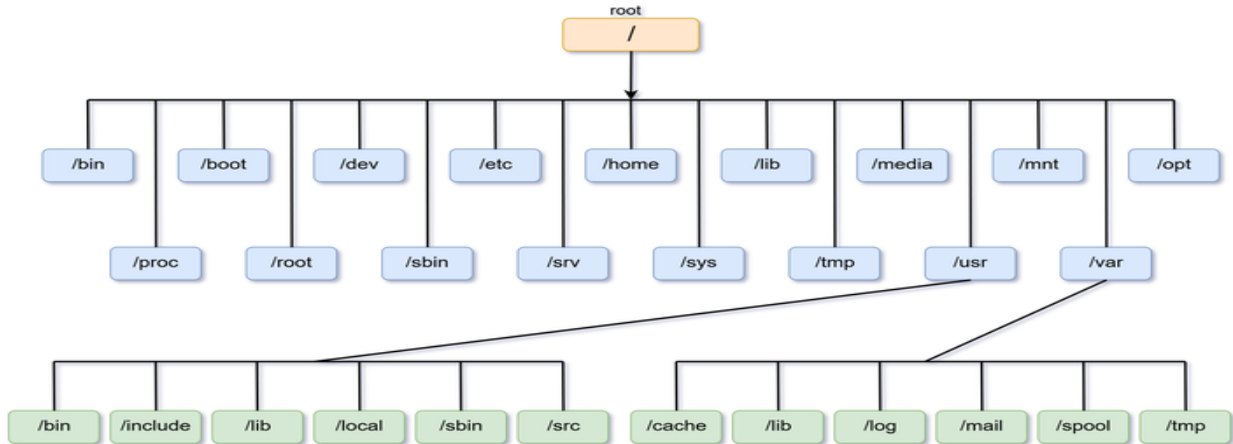 root
/
/bin
/boot
/dev
/etc
/home
/lib
/media
/mnt
/opt
/proc
/root
/sbin
/srv
/sys
/tmp
/usr
/var
/bin
/include
/lib
/local
/sbin
/src
/cache
/lib
/log
/mail
/spool
/tmp